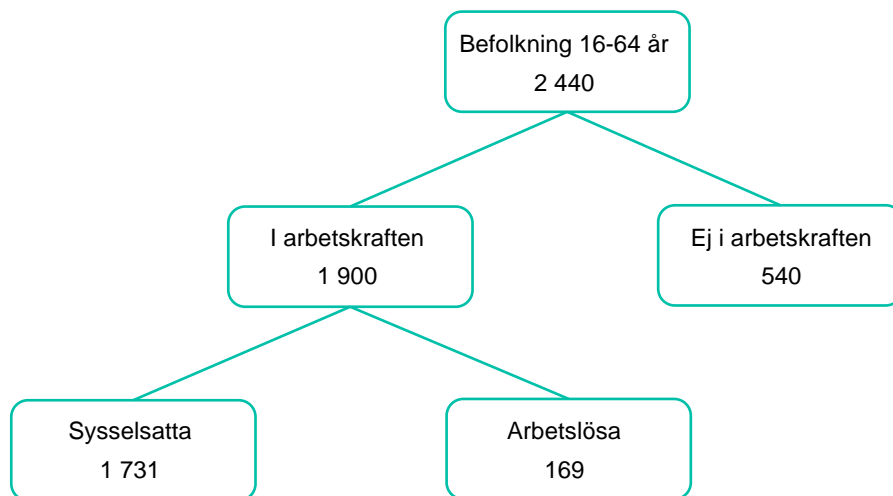 Befolkning 16-64 år
2 440
I arbetskraften
1 900
Ej i arbetskraften
540
Sysselsatta
1 731
Arbetslösa
169